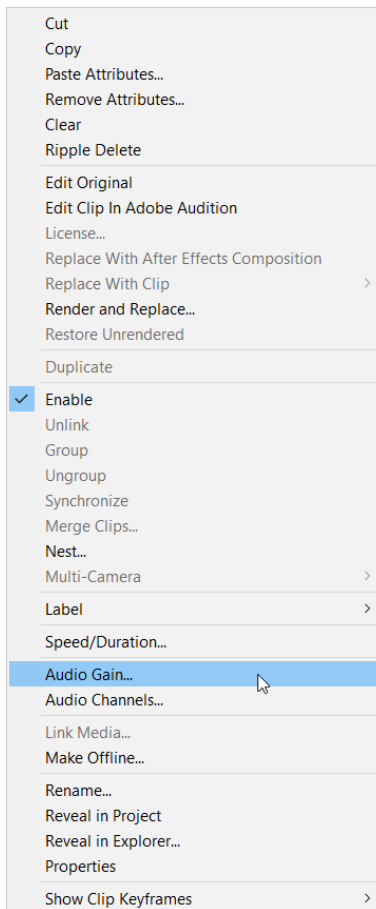 Cut
Copy
Paste Attributes...
Remove Attributes...
Clear
Ripple Delete
Edit Original
Edit Clip In Adobe Audition
License...
Replace With After Effects Composition
Replace With Clip
Render and Replace...
Restore Unrendered
Duplicate
Enable
Unlink
Group
Ungroup
Synchronize
Merge Clips...
Nest...
Multi-Camera
Label
Speed/Duration...
Audio Gain...
Audio Channels...
Link Media...
Make Offline...
Rename...
Reveal in Project
Reveal in Explorer...
Properties
Show Clip Keyframes